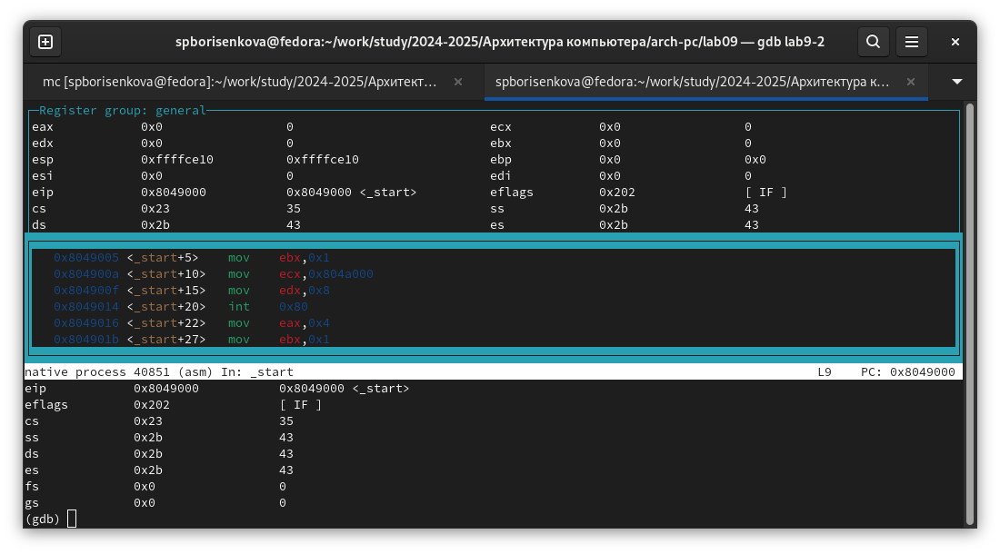 spborisenkova@fedora:~/work/study/2024-2025/Архитектура компьютера/arch-pc/lab09 — gdb lab9-2
mc [spborisenkova@fedora]:~/work/study/2024-2025/Архитект… × spborisenkova@fedora:~/work/study/2024-2025/Архитектура к… ×
Register group: general
eax 0x0 0 ecx 0x0 0
edx 0x0 0 ebx 0x0 0
esp 0xffffce10 0xffffce10 ebp 0x0 0x0
esi 0x0 0 edi 0x0 0
eip 0x8049000 0x8049000 <_start> eflags 0x202 [ IF ]
cs 0x23 35 ss 0x2b 43
ds 0x2b 43 es 0x2b 43
0x8049005 <_start+5> mov ebx,0x1
0x804900a <_start+10> mov ecx,0x804a000
0x804900f <_start+15> mov edx,0x8
0x8049014 <_start+20> int 0x80
0x8049016 <_start+22> mov eax,0x4
0x804901b <_start+27> mov ebx,0x1
native process 40851 (asm) In: _start L9 PC: 0x8049000
eip 0x8049000 0x8049000 <_start>
eflags 0x202 [ IF ]
cs 0x23 35
ss 0x2b 43
ds 0x2b 43
es 0x2b 43
fs 0x0 0
gs 0x0 0
(gdb)